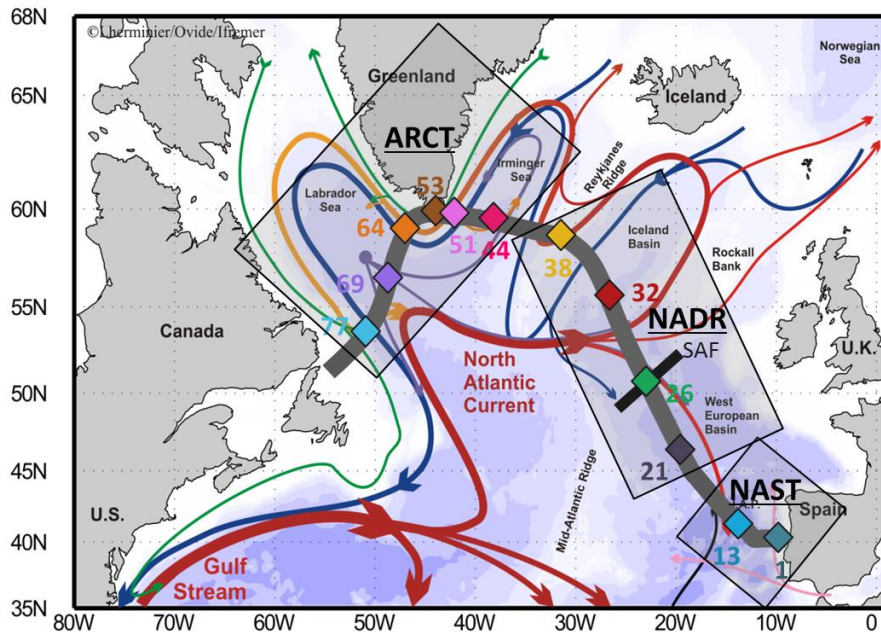 68N
©Lherminier/Ovide/Ifremer
Greenland
Norwegian
Sea
65N
Iceland
ARCT
Irminger
Sea
Reykjanes
Ridge
Labrador
Sea
53
60N
64
51
44
38
Iceland
Basin
Rockall
Bank
69
32
55N
77
NADR
Canada
SAF
U.K.
North
Atlantic
Current
50N
26
West
European
Basin
21
45N
Mid-Atlantic Ridge
NAST
U.S.
Spain
40N
13
1
Gulf
Stream
35N
80W
70W
60W
50W
40W
30W
20W
10W
0